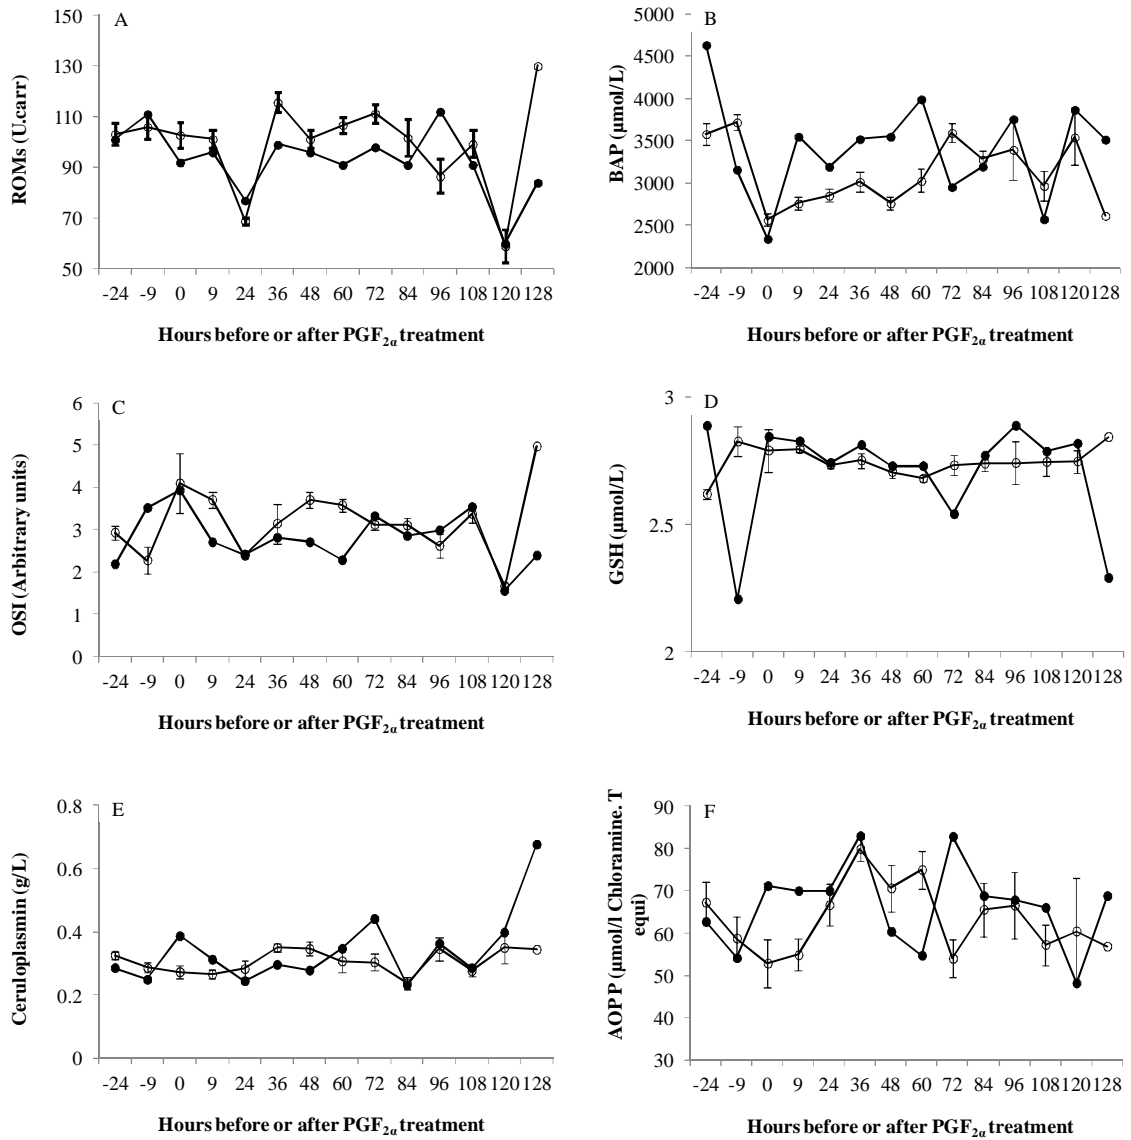 A
150
130
110
90
70
50
ROMs (U.carr)
-24 -9 0 9 24 36 48 60 72 84 96 108 120 128
Hours before or after PGF2α treatment
B
5000
4500
4000
3500
3000
2500
2000
BAP (µmol/L)
-24 -9 0 9 24 36 48 60 72 84 96 108 120 128
Hours before or after PGF2α treatment
C
6
5
4
3
2
1
0
OSI (Arbitrary units)
-24 -9 0 9 24 36 48 60 72 84 96 108 120 128
Hours before or after PGF2α treatment
D
3
2.5
2
GSH (µmol/L)
-24 -9 0 9 24 36 48 60 72 84 96 108 120 128
Hours before or after PGF2α treatment
E
0.8
0.6
0.4
0.2
0
Ceruloplasmin (g/L)
-24 -9 0 9 24 36 48 60 72 84 96 108 120 128
Hours before or after PGF2α treatment
F
90
80
70
60
50
40
30
AOPP (µmol/l Chloramine. T
equi)
-24 -9 0 9 24 36 48 60 72 84 96 108 120 128
Hours before or after PGF2α treatment